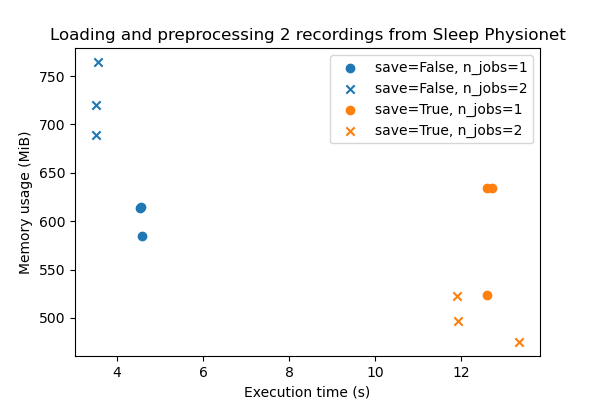 Loading and preprocessing 2 recordings from Sleep Physionet
save=False, n_jobs=1
save=False, n_jobs=2
save=True, n_jobs=1
save=True, n_jobs=2
Memory usage (MiB)
750
700
650
600
550
500
4 6 8 10 12
Execution time (s)